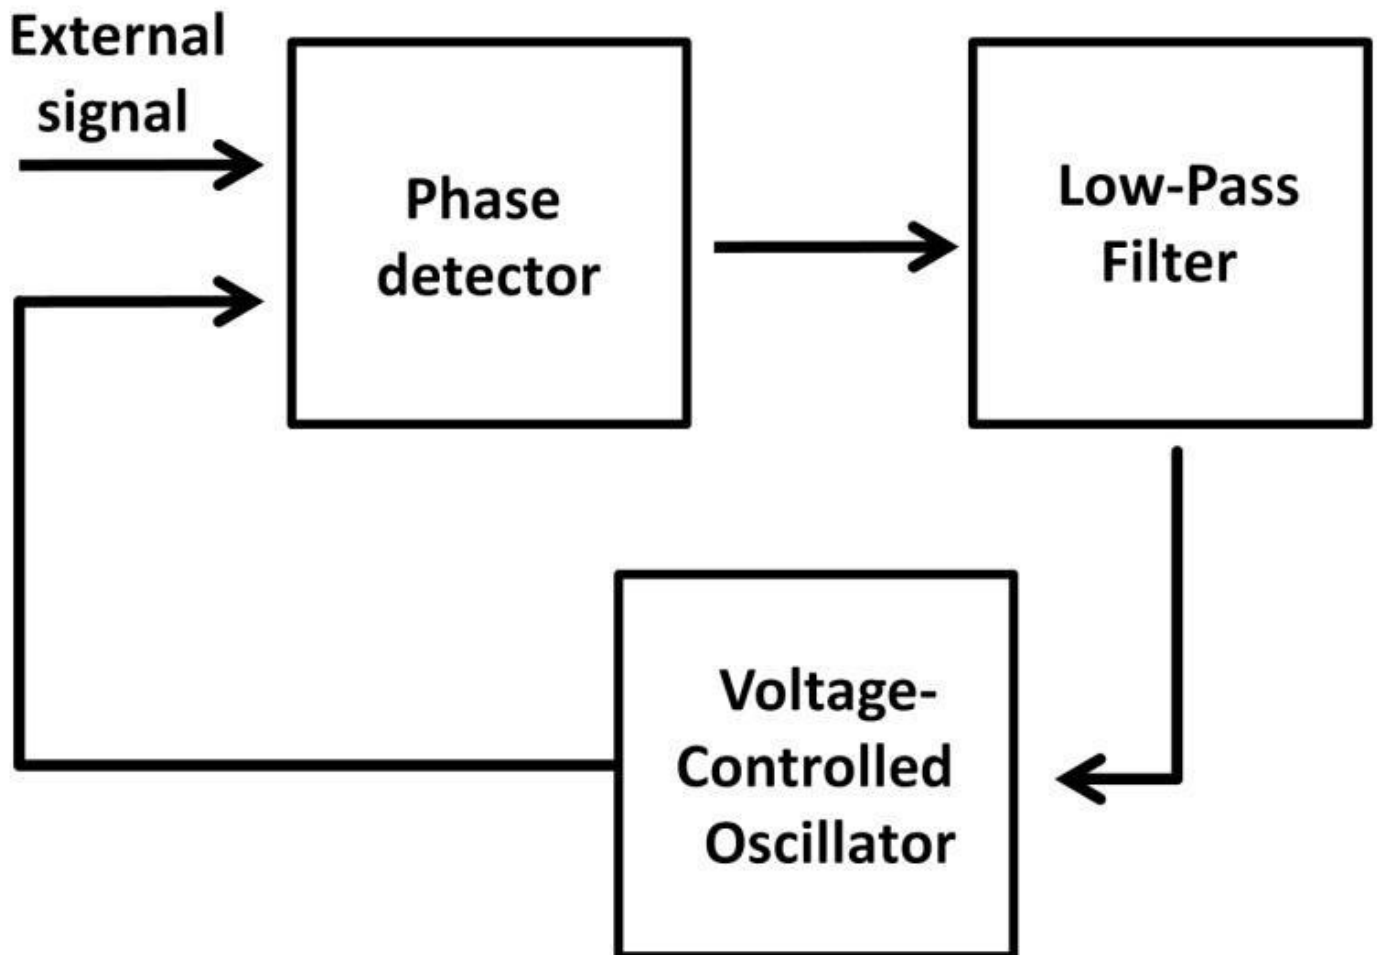 External
signal
Phase
detector
Low-Pass
Filter
Voltage-
Controlled
Oscillator